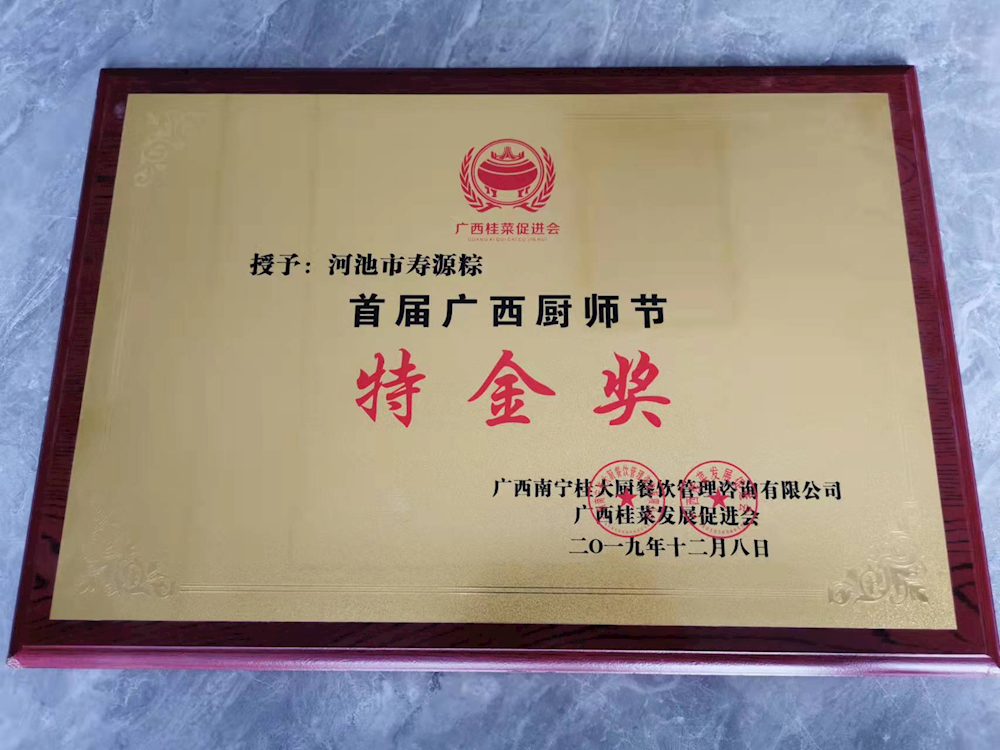 广西桂菜促进会
授予：河池市寿源粽
首届广西厨师节
特金奖
广西南宁桂大厨餐饮管理咨询有限公司
广西桂菜发展促进会
二〇一九年十二月八日